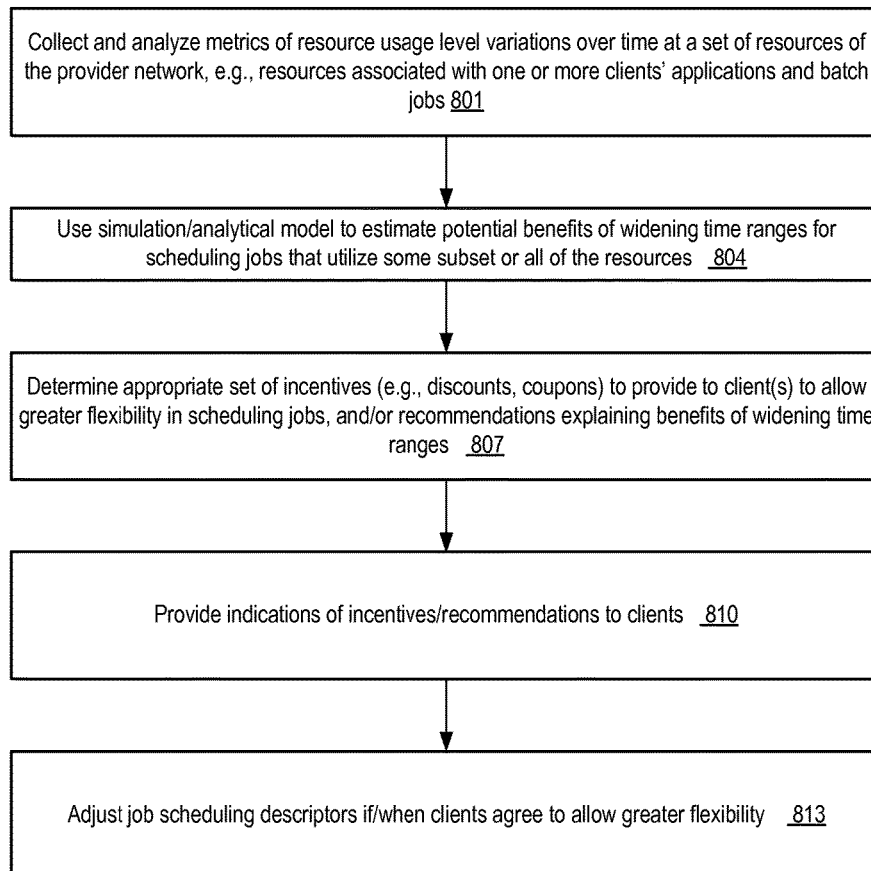 Collect and analyze metrics of resource usage level variations over time at a set of resources of
the provider network, e.g., resources associated with one or more clients' applications and batch
jobs 801
Use simulation/analytical model to estimate potential benefits of widening time ranges for
scheduling jobs that utilize some subset or all of the resources 804
Determine appropriate set of incentives (e.g., discounts, coupons) to provide to client(s) to allow
greater flexibility in scheduling jobs, and/or recommendations explaining benefits of widening time
ranges 807
Provide indications of incentives/recommendations to clients 810
Adjust job scheduling descriptors if/when clients agree to allow greater flexibility 813